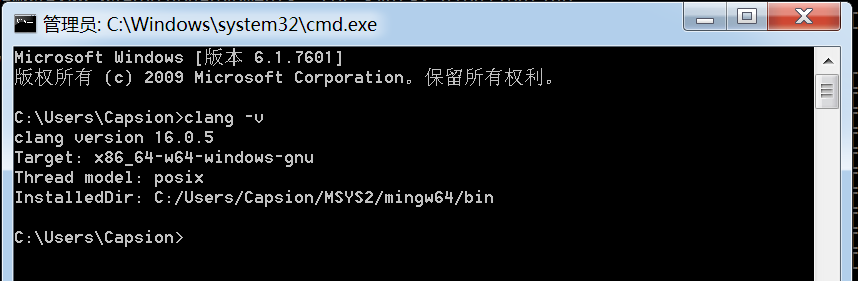 管理员: C:\Windows\system32\cmd.exe
Microsoft Windows [版本 6.1.7601]
版权所有 (c) 2009 Microsoft Corporation。保留所有权利。
C:\Users\Capsion>clang -v
clang version 16.0.5
Target: x86_64-w64-windows-gnu
Thread model: posix
InstalledDir: C:/Users/Capsion/MSYS2/mingw64/bin
C:\Users\Capsion>